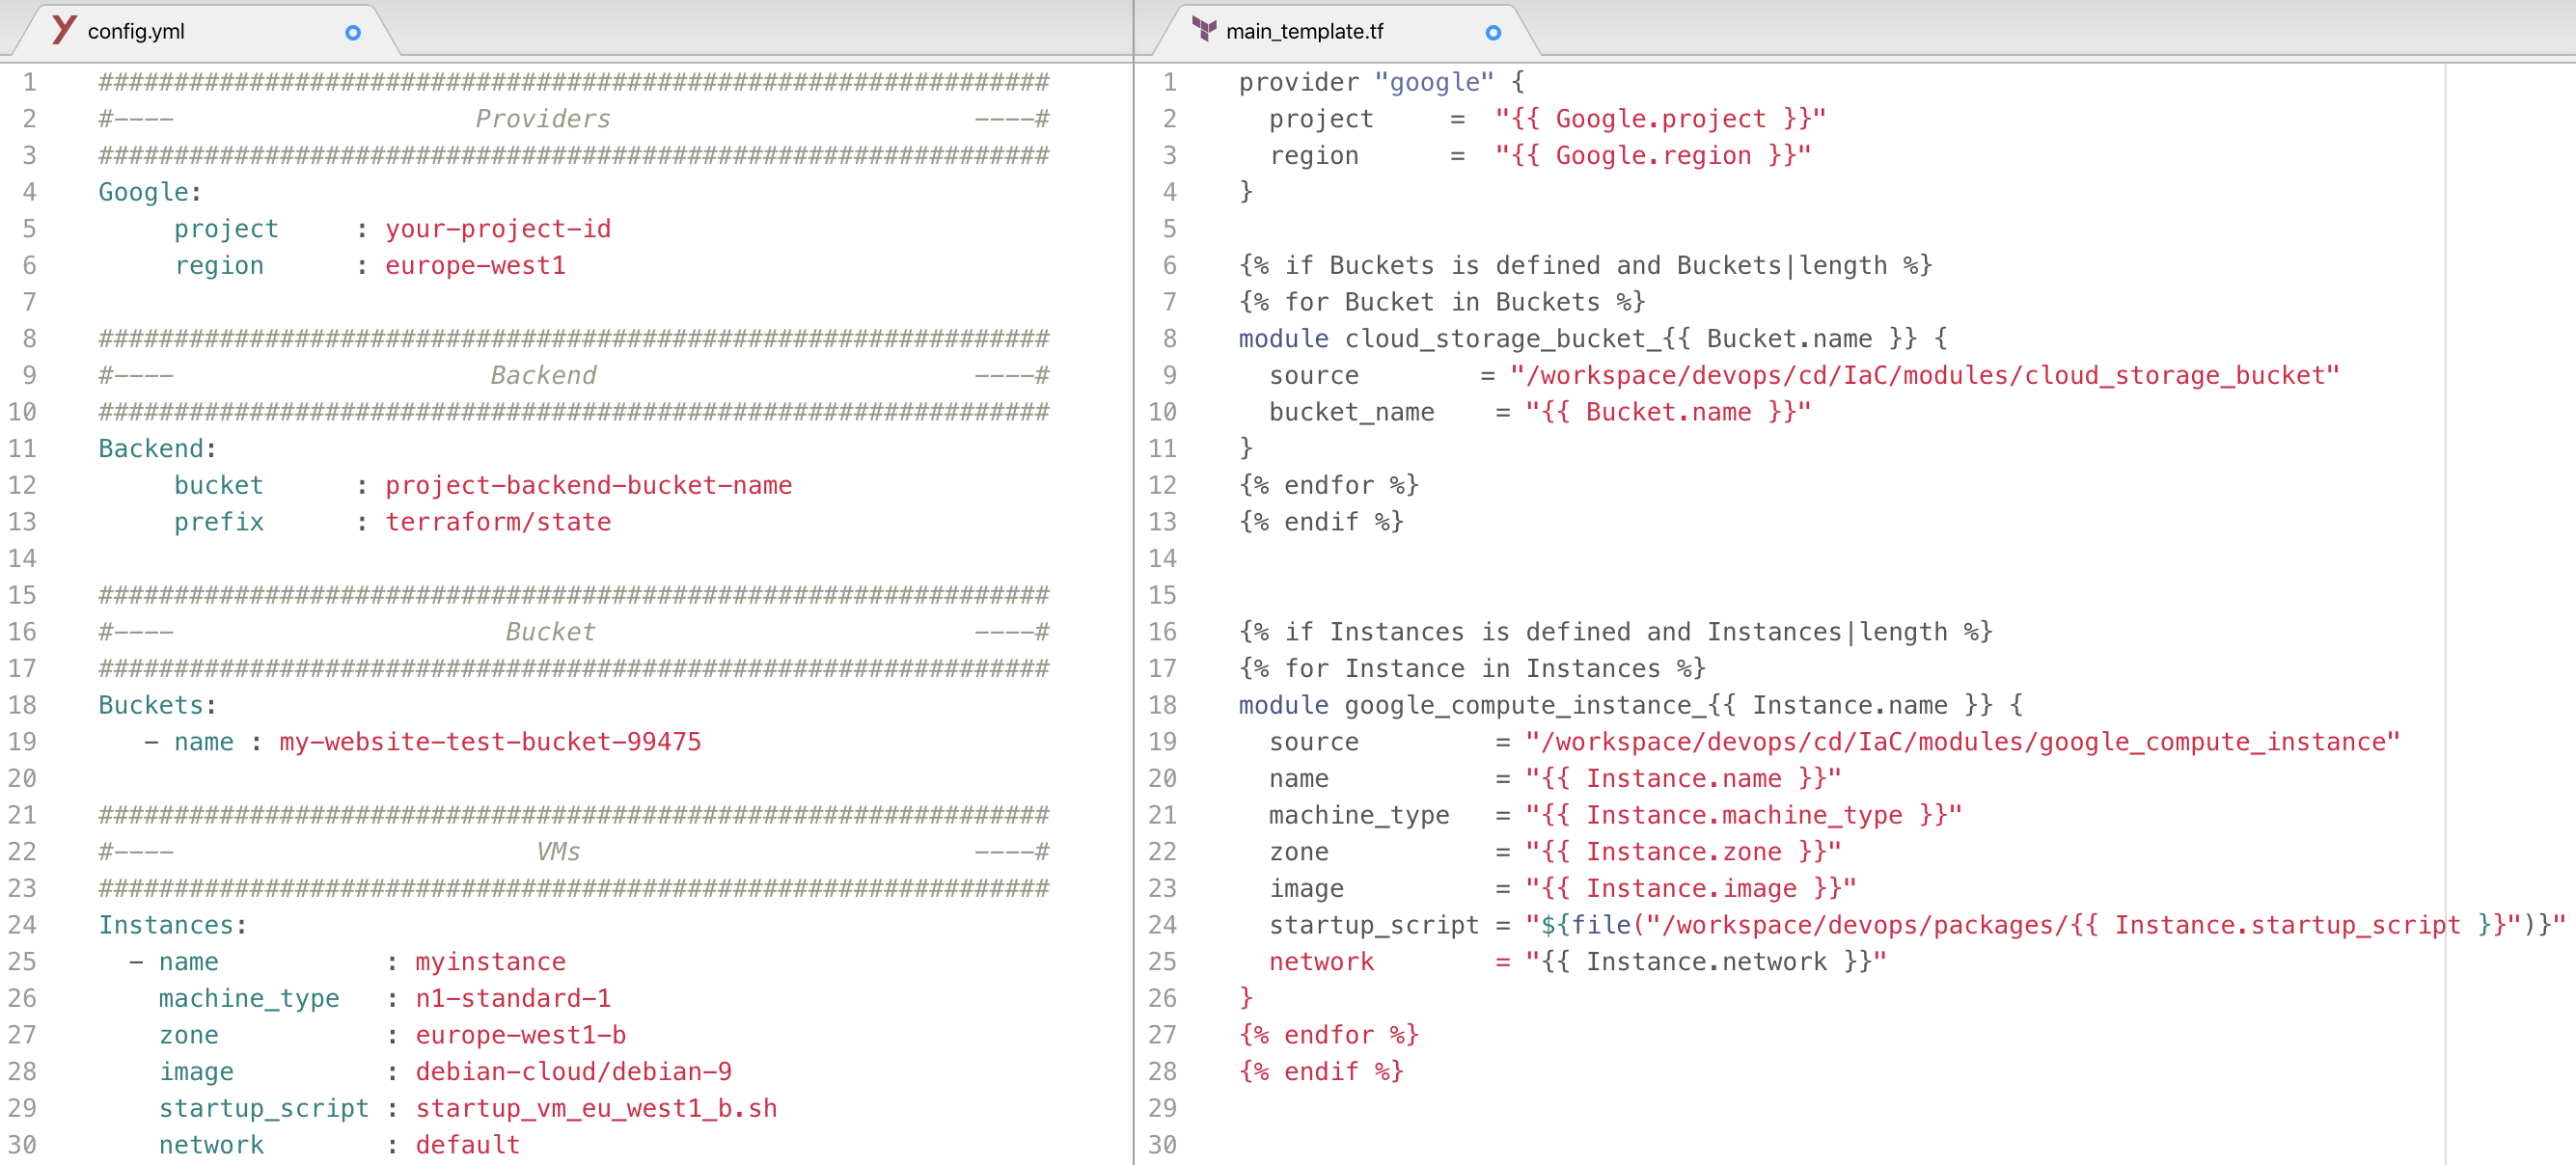 config.yml
1 ###############################################################
2 #---- Providers ----#
3 ###############################################################
4 Google:
5 project : your-project-id
6 region : europe-west1
7
8 ###############################################################
9 #---- Backend ----#
10 ###############################################################
11 Backend:
12 bucket : project-backend-bucket-name
13 prefix : terraform/state
14
15 ###############################################################
16 #---- Bucket ----#
17 ###############################################################
18 Buckets:
19 - name : my-website-test-bucket-99475
20
21 ###############################################################
22 #---- VMs ----#
23 ###############################################################
24 Instances:
25 - name : myinstance
26 machine_type : n1-standard-1
27 zone : europe-west1-b
28 image : debian-cloud/debian-9
29 startup_script : startup_vm_eu_west1_b.sh
30 network : default
main_template.tf
1 provider "google" {
2 project = "{{ Google.project }}"
3 region = "{{ Google.region }}"
4 }
5
6 {% if Buckets is defined and Buckets|length %}
7 {% for Bucket in Buckets %}
8 module cloud_storage_bucket_{{ Bucket.name }} {
9 source = "/workspace/devops/cd/IaC/modules/cloud_storage_bucket"
10 bucket_name = "{{ Bucket.name }}"
11 }
12 {% endfor %}
13 {% endif %}
14
15
16 {% if Instances is defined and Instances|length %}
17 {% for Instance in Instances %}
18 module google_compute_instance_{{ Instance.name }} {
19 source = "/workspace/devops/cd/IaC/modules/google_compute_instance"
20 name = "{{ Instance.name }}"
21 machine_type = "{{ Instance.machine_type }}"
22 zone = "{{ Instance.zone }}"
23 image = "{{ Instance.image }}"
24 startup_script = "${file("/workspace/devops/packages/{{ Instance.startup_script }}")}"
25 network = "{{ Instance.network }}"
26 }
27 {% endfor %}
28 {% endif %}
29
30